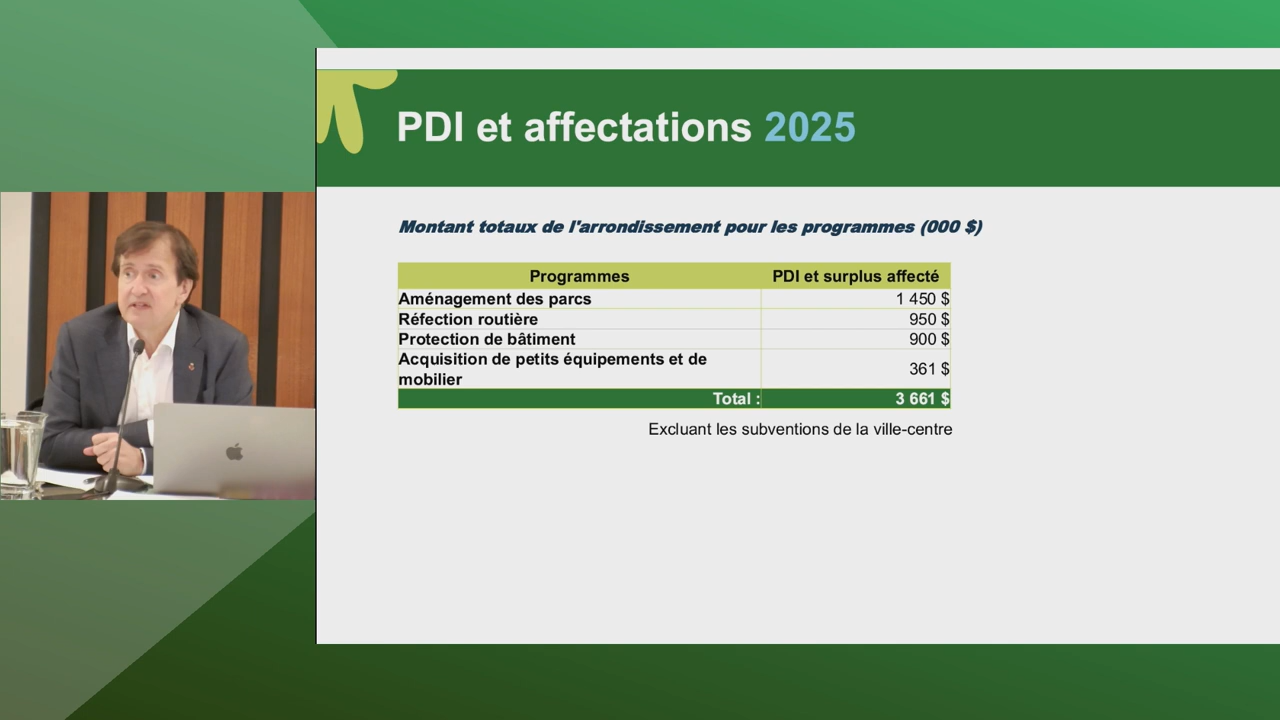 PDI et affectations 2025
Montant totaux de l'arrondissement pour les programmes (000 $)
Programmes PDI et surplus affecté
Aménagement des parcs 1 450 $
Réfection routière 950 $
Protection de bâtiment 900 $
Acquisition de petits équipements et de
mobilier 361 $
Total : 3 661 $
Excluant les subventions de la ville-centre